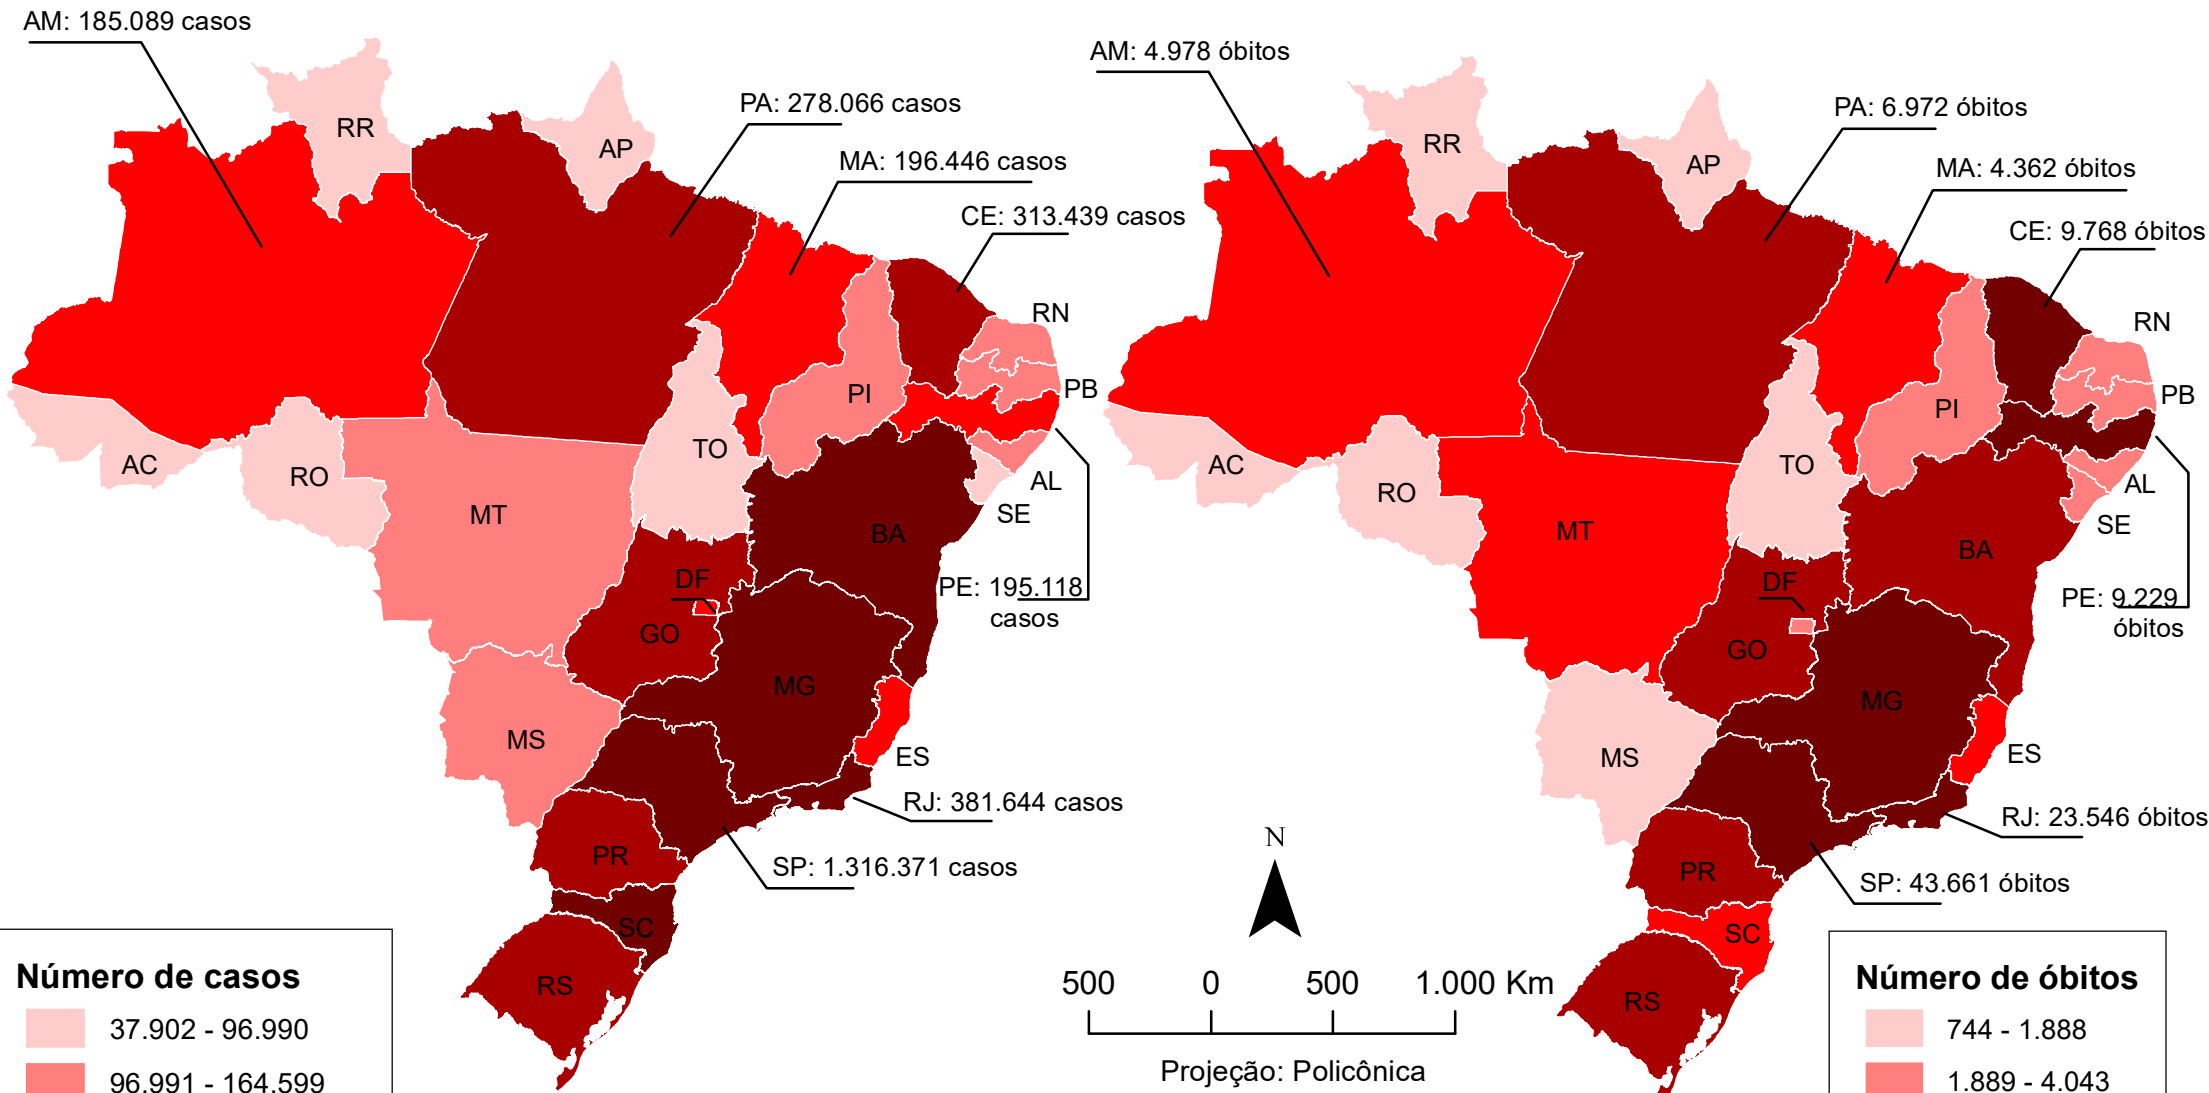 AM: 185.089 casos
RR
AP
PA: 278.066 casos
MA: 196.446 casos
CE: 313.439 casos
RN
PB
PI
TO
AC
RO
MT
AL
SE
BA
DF
PE: 195.118
casos
GO
MG
MS
ES
RJ: 381.644 casos
PR
SP: 1.316.371 casos
SC
RS
Número de casos
37.902 - 96.990
96.991 - 164.599
AM: 4.978 óbitos
RR
AP
PA: 6.972 óbitos
MA: 4.362 óbitos
CE: 9.768 óbitos
RN
PB
PI
TO
AC
RO
MT
AL
SE
BA
DF
PE: 9.229
óbitos
GO
MG
MS
ES
RJ: 23.546 óbitos
PR
SP: 43.661 óbitos
SC
RS
N
500 0 500 1.000 Km
Projeção: Policônica
Número de óbitos
744 - 1.888
1.889 - 4.043